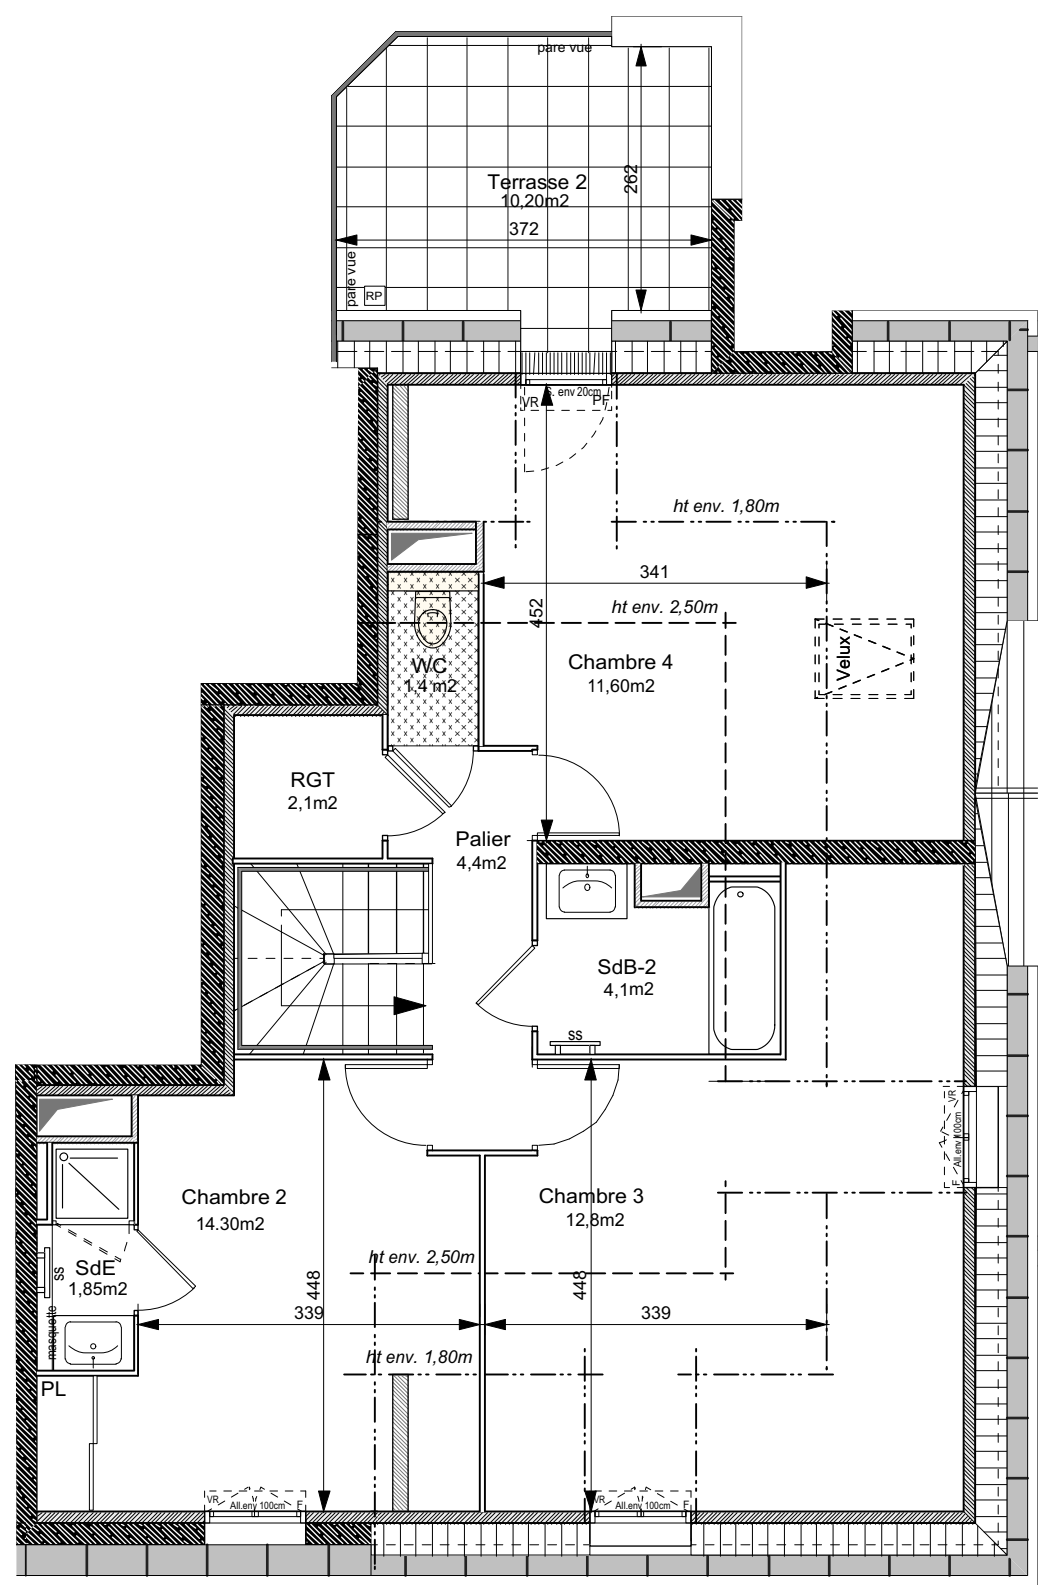 pare vue
262
Terrasse 2
10,20m2
372
pare vue
RP
S. env 20cm
VR
PF
ht env. 1,80m
341
ht env. 2,50m
452
WC
1,4 m2
Chambre 4
11,60m2
Velux
RGT
2,1m2
Palier
4,4m2
SdB-2
4,1m2
ss
VR
All.env 100cm
F
Chambre 2
14.30m2
Chambre 3
12,8m2
SdE
1,85m2
ss
ht env. 2,50m
448
448
339
339
masquette
ht env. 1,80m
PL
VR
All.env 100cm
F
VR
All.env 100cm
F